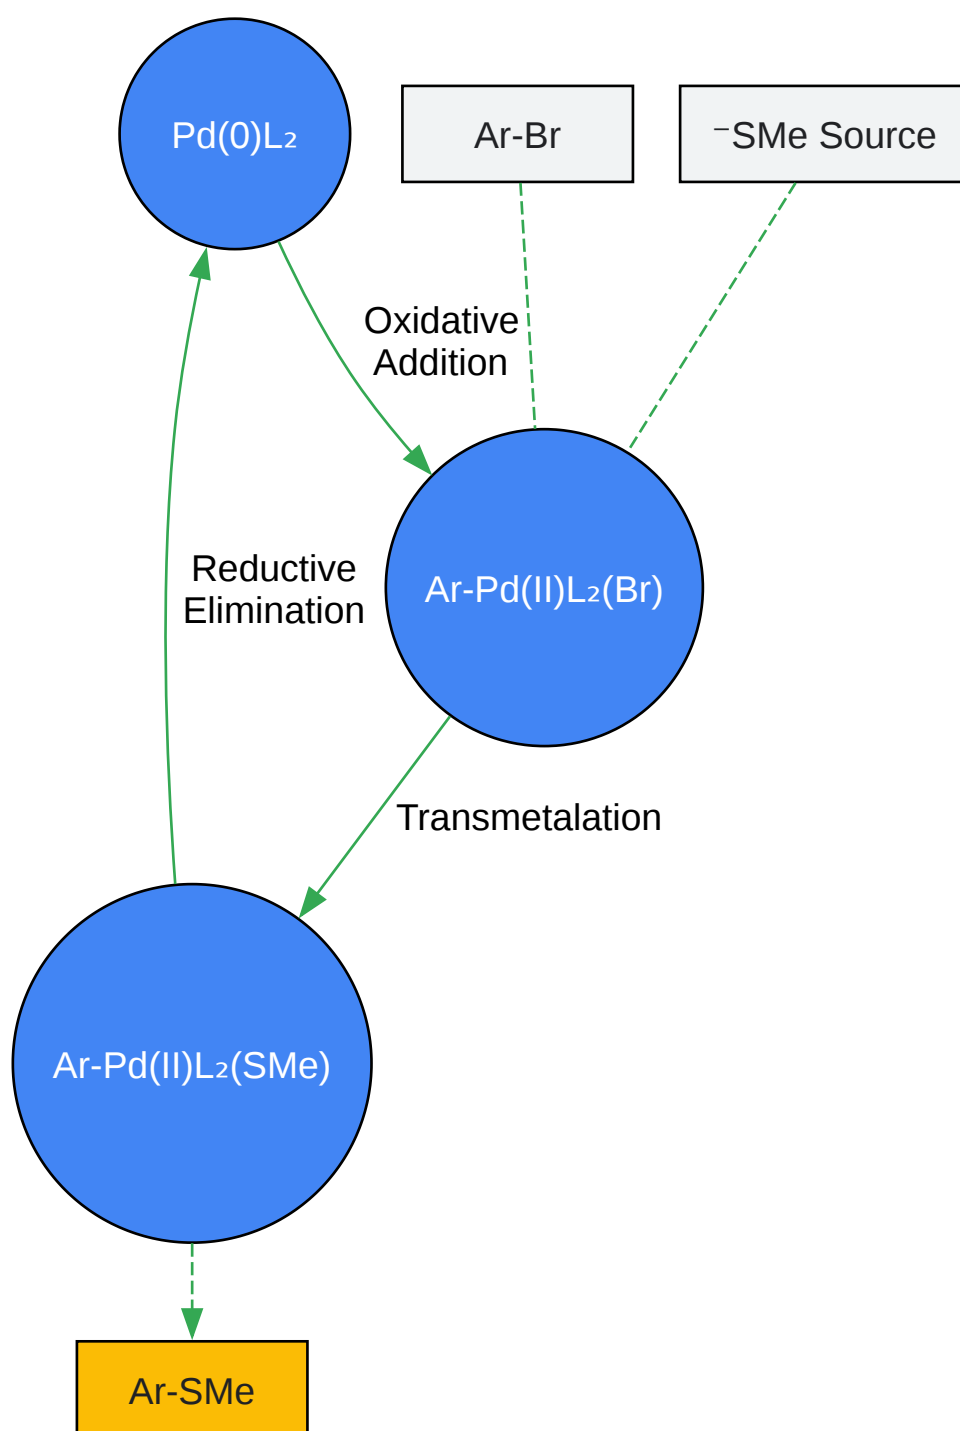 Pd(0)L₂
Ar-Br
⁻SMe Source
Oxidative
Addition
Reductive
Elimination
Ar-Pd(II)L₂(Br)
Transmetalation
Ar-Pd(II)L₂(SMe)
Ar-SMe